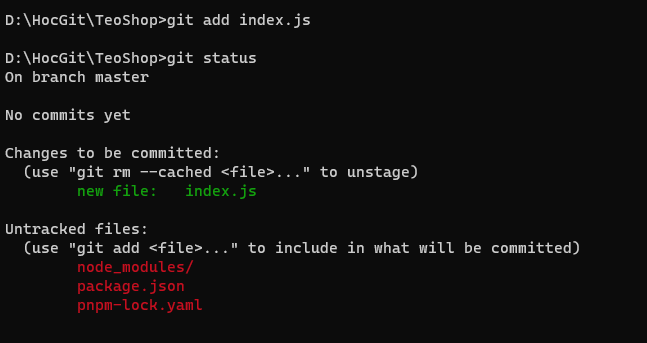 D:\HocGit\TeoShop>git add index.js
D:\HocGit\TeoShop>git status
On branch master
No commits yet
Changes to be committed:
  (use "git rm --cached <file>..." to unstage)
        new file:   index.js
Untracked files:
  (use "git add <file>..." to include in what will be committed)
        node_modules/
        package.json
        pnpm-lock.yaml